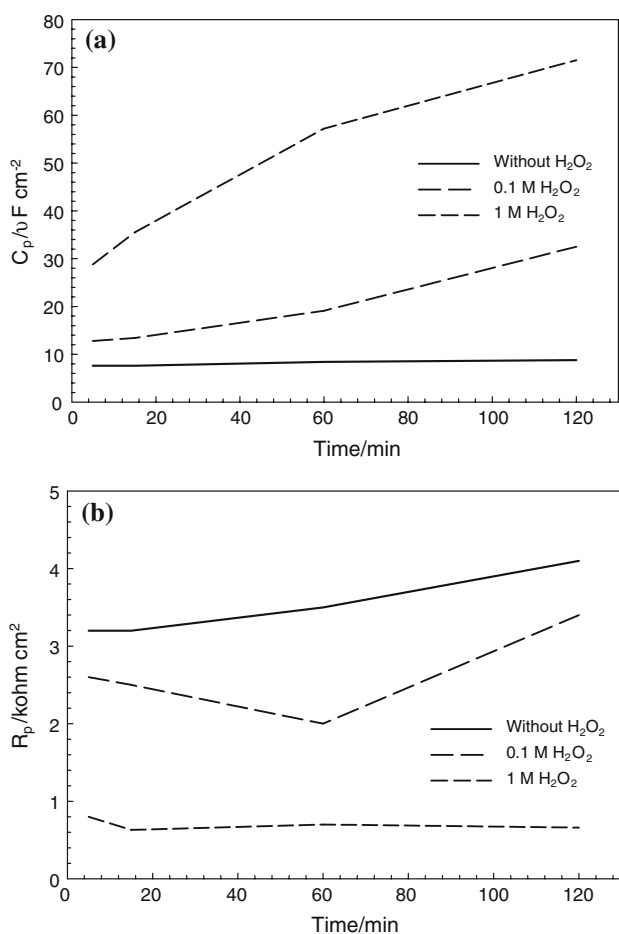 (a)
80
70
60
50
40
30
20
10
0
C_p/υF cm⁻²
Without H₂O₂
0.1 M H₂O₂
1 M H₂O₂
0 20 40 60 80 100 120
Time/min
(b)
5
4
3
2
1
0
R_p/kohm cm²
Without H₂O₂
0.1 M H₂O₂
1 M H₂O₂
0 20 40 60 80 100 120
Time/min